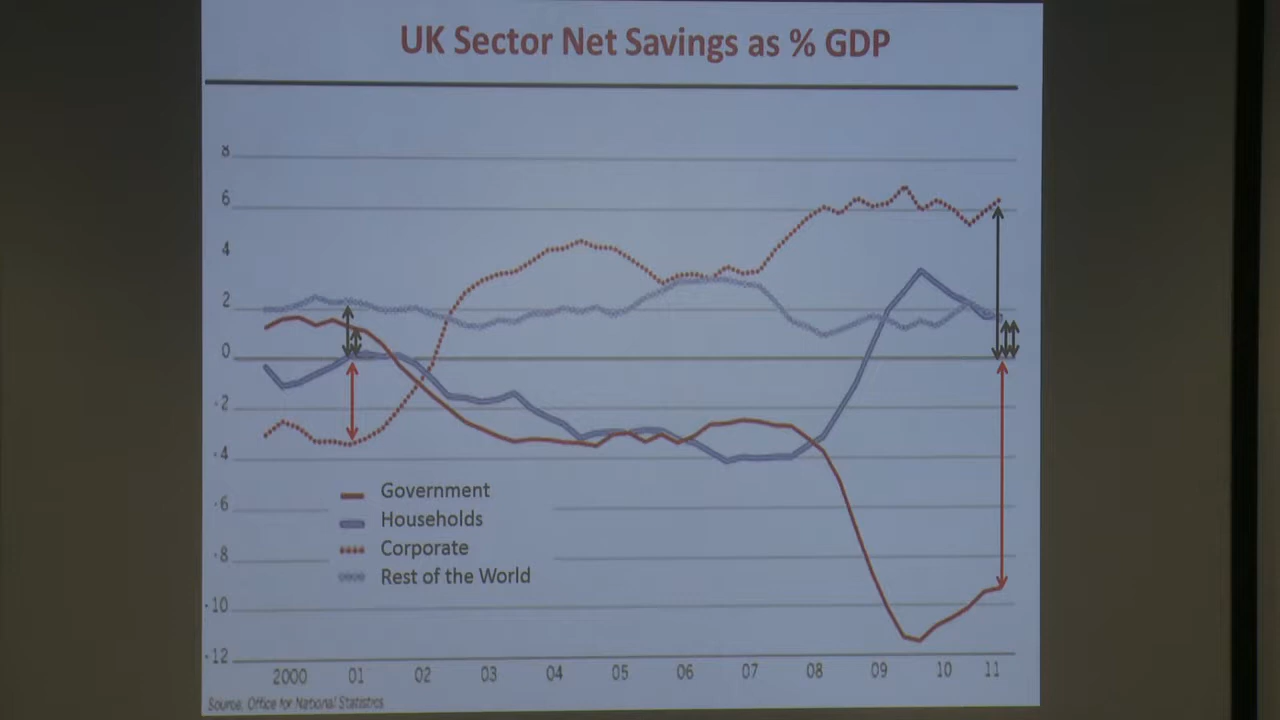 UK Sector Net Savings as % GDP
8
6
4
2
0
-2
-4
-6
-8
-10
-12
Government
Households
Corporate
Rest of the World
2000 01 02 03 04 05 06 07 08 09 10 11
Source: Office for National Statistics